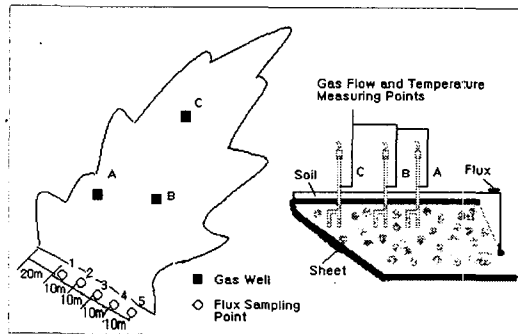 C
A
B
1
2
3
4
5
20m
10m
10m
10m
10m
Gas Well
Flux Sampling
Point
Gas Flow and Temperature
Measuring Points
C B A
Soil
Flux
Sheet